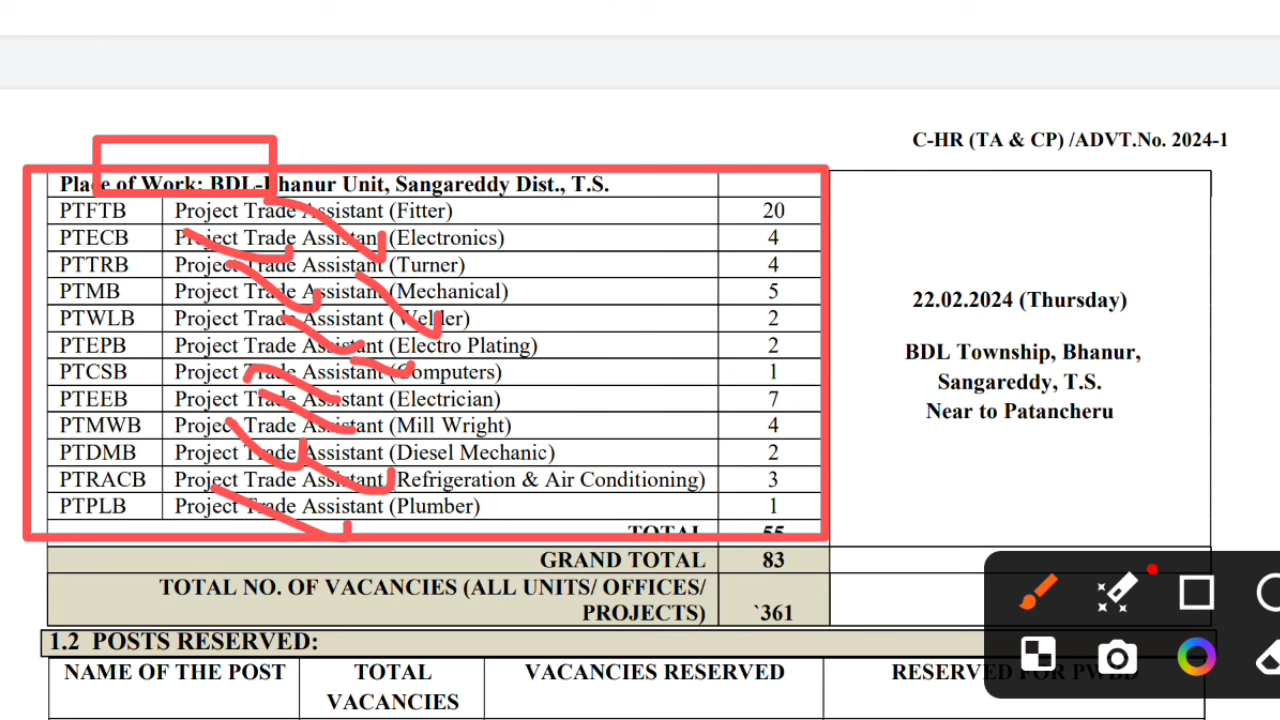 C-HR (TA & CP) /ADVT.No. 2024-1
Place of Work: BDL-Bhanur Unit, Sangareddy Dist., T.S.
PTFTB Project Trade Assistant (Fitter) 20
PTECB Project Trade Assistant (Electronics) 4
PTTRB Project Trade Assistant (Turner) 4
PTMB Project Trade Assistant (Mechanical) 5
PTWLB Project Trade Assistant (Welder) 2
PTEPB Project Trade Assistant (Electro Plating) 2
PTCSB Project Trade Assistant (Computers) 1
PTEEB Project Trade Assistant (Electrician) 7
PTMWB Project Trade Assistant (Mill Wright) 4
PTDMB Project Trade Assistant (Diesel Mechanic) 2
PTRACB Project Trade Assistant (Refrigeration & Air Conditioning) 3
PTPLB Project Trade Assistant (Plumber) 1
TOTAL 55
22.02.2024 (Thursday)
BDL Township, Bhanur,
Sangareddy, T.S.
Near to Patancheru
GRAND TOTAL 83
TOTAL NO. OF VACANCIES (ALL UNITS/ OFFICES/
PROJECTS) `361
1.2 POSTS RESERVED:
NAME OF THE POST TOTAL VACANCIES RESERVED RESERVED FOR PWBD
VACANCIES